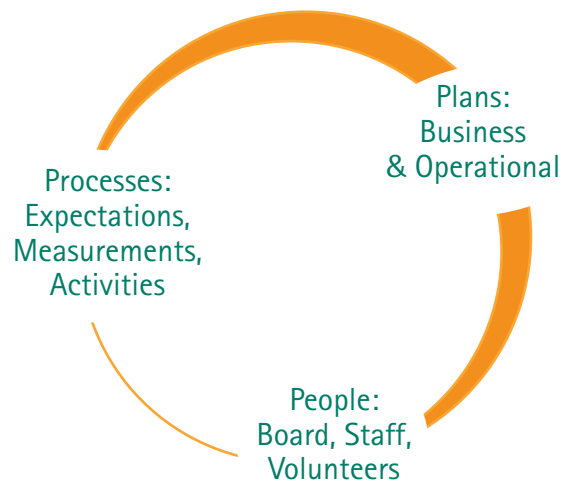 Plans:
Business
& Operational
Processes:
Expectations,
Measurements,
Activities
People:
Board, Staff,
Volunteers